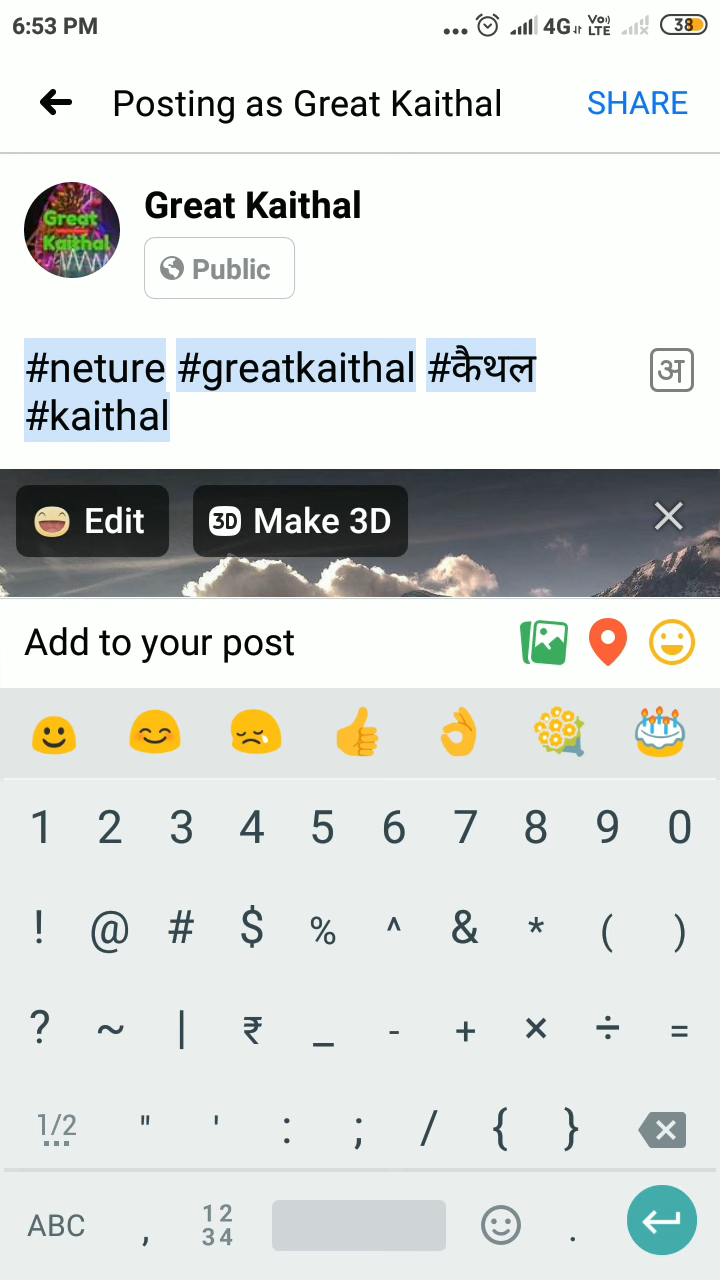 6:53 PM
4G Vo) LTE 38
Posting as Great Kaithal SHARE
Great Kaithal
Great Kaithal
Public
#neture #greatkaithal #कैथल अ
#kaithal
Edit 3D Make 3D
Add to your post
1 2 3 4 5 6 7 8 9 0
! @ # $ % ^ & * ( )
? ~ | ₹ _ - + × ÷ =
1/2 " ' : ; / { }
ABC , 12 34 .